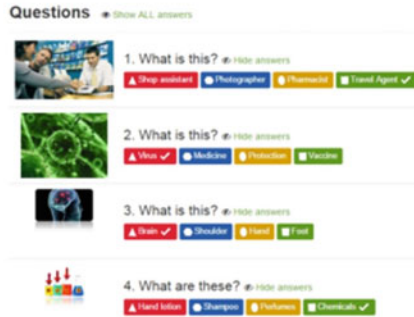 Questions Show ALL answers
1. What is this? Hide answers
Shop assistant Photographer Pharmacist Travel Agent
2. What is this? Hide answers
Virus Medicine Protection Vaccine
3. What is this? Hide answers
Brain Shoulder Hand Foot
4. What are these? Hide answers
Hand lotion Shampoo Perfumes Chemicals